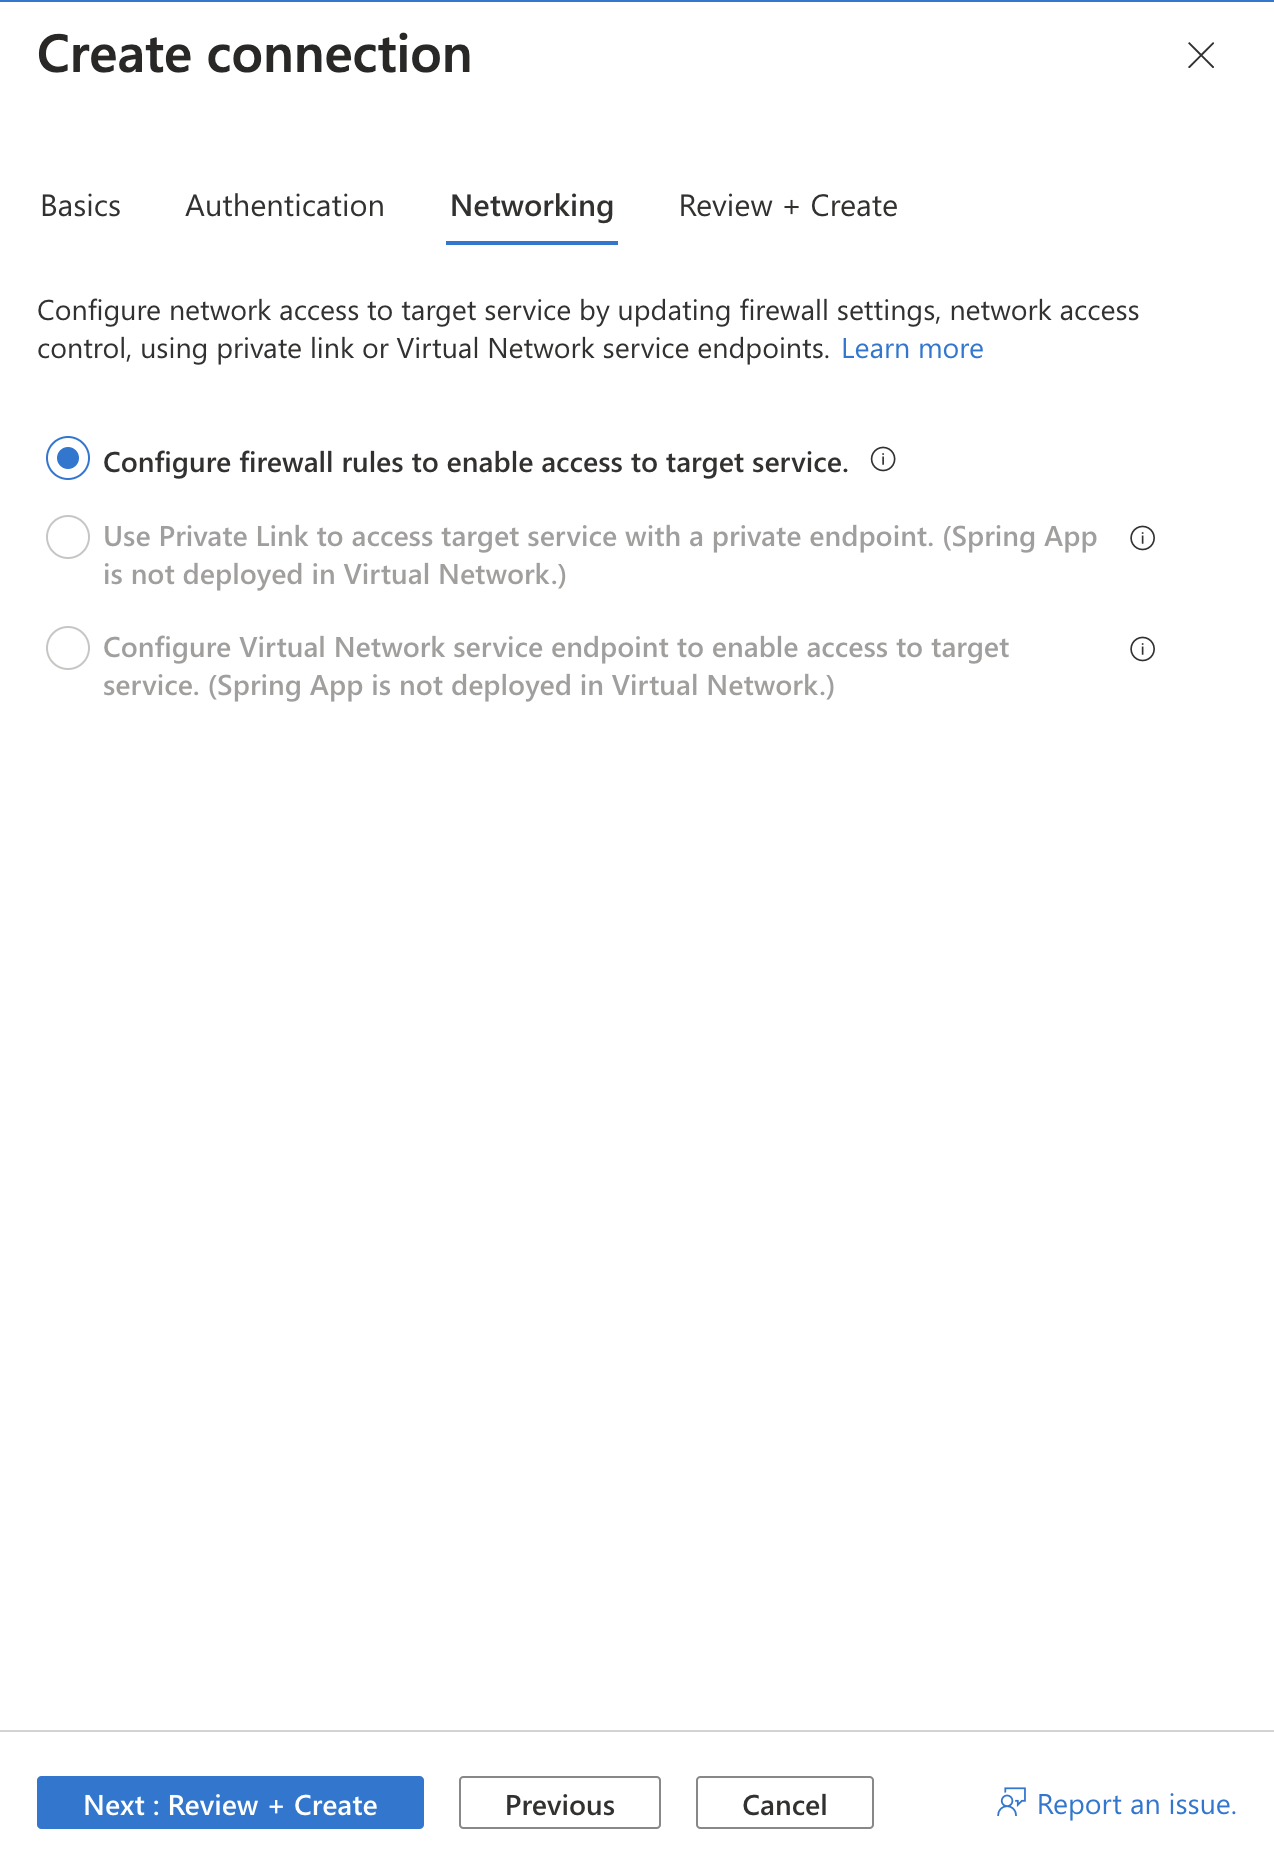 Create connection
Basics Authentication Networking Review + Create
Configure network access to target service by updating firewall settings, network access
control, using private link or Virtual Network service endpoints. Learn more
Configure firewall rules to enable access to target service.
Use Private Link to access target service with a private endpoint. (Spring App
is not deployed in Virtual Network.)
Configure Virtual Network service endpoint to enable access to target
service. (Spring App is not deployed in Virtual Network.)
Next : Review + Create Previous Cancel Report an issue.